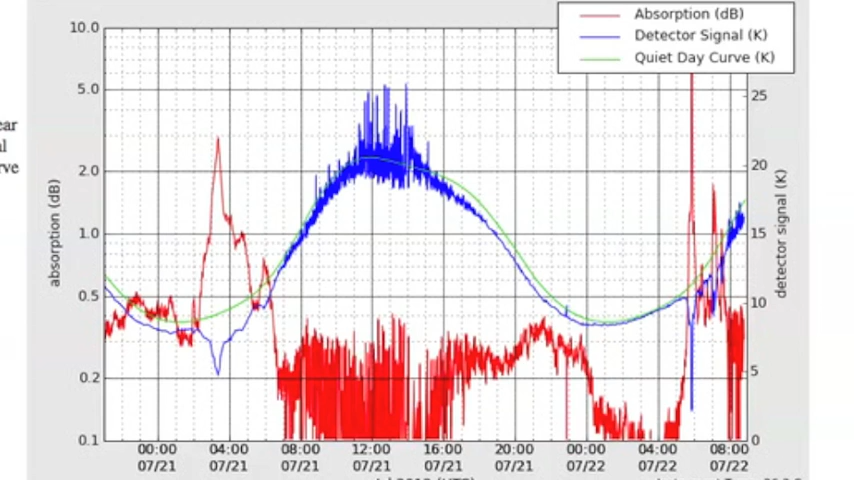 Absorption (dB)
Detector Signal (K)
Quiet Day Curve (K)
10.0
5.0
2.0
1.0
0.5
0.2
0.1
absorption (dB)
25
20
15
10
5
0
detector signal (K)
00:00 04:00 08:00 12:00 16:00 20:00 00:00 04:00 08:00
07/21 07/21 07/21 07/21 07/21 07/21 07/22 07/22 07/22